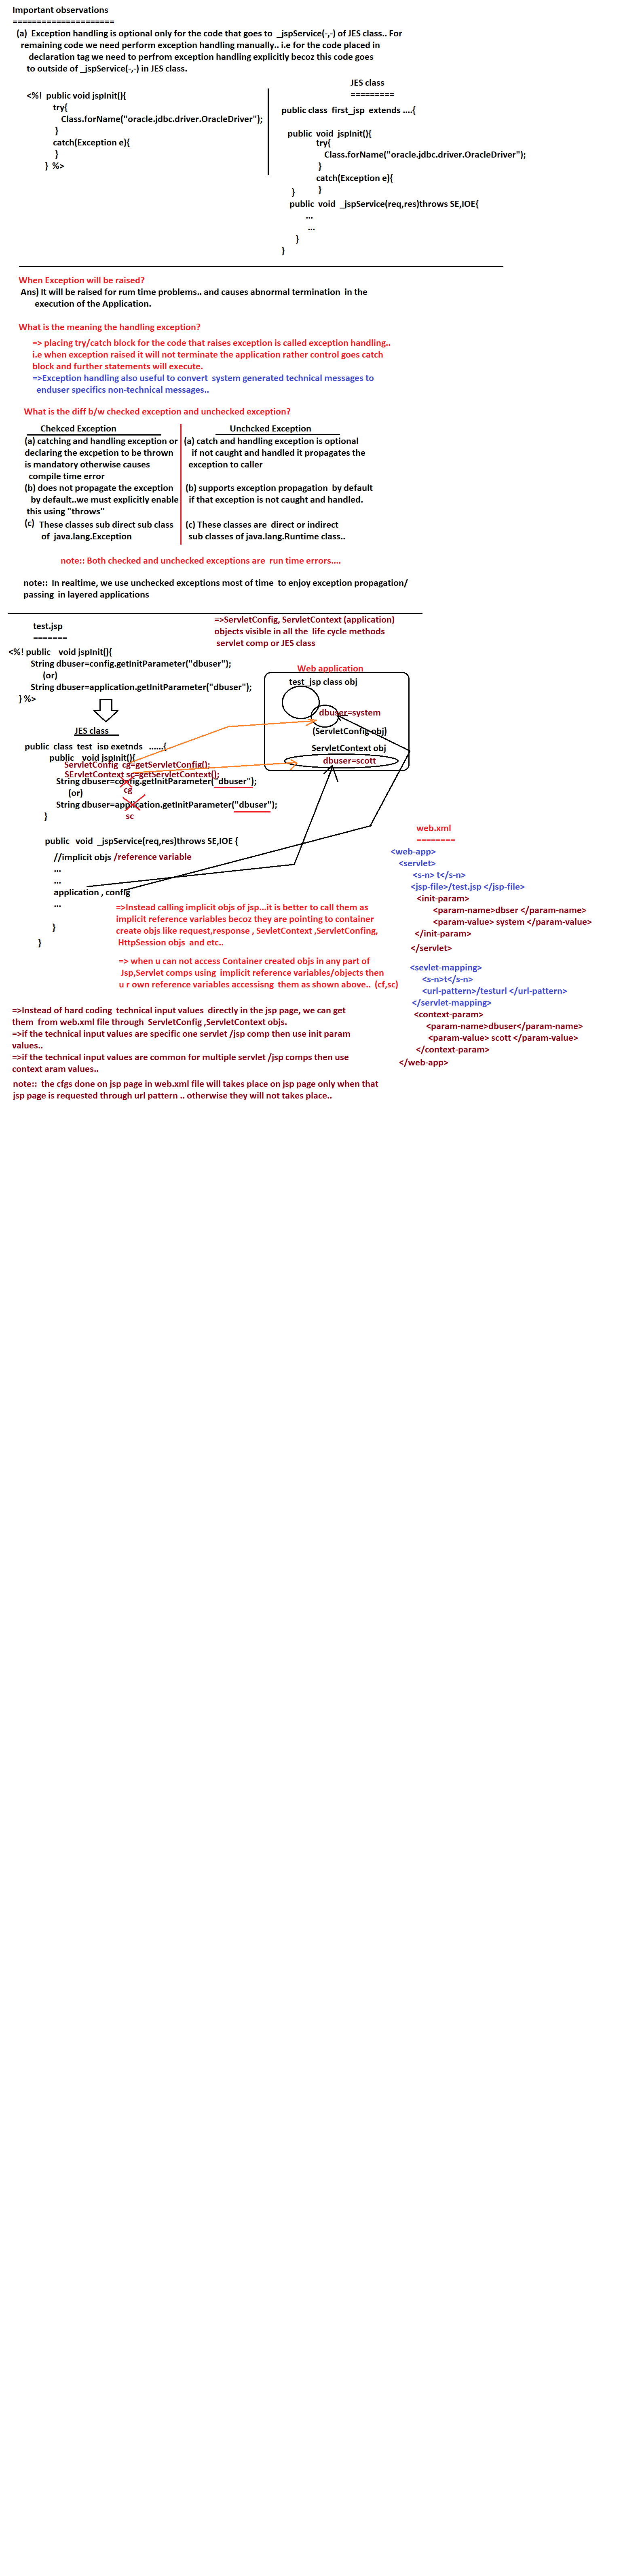 Important observations
=====================
(a) Exception handling is optional only for the code that goes to _jspService(-,-) of JES class.. For
remaining code we need perform exception handling manually.. i.e for the code placed in
declaration tag we need to perfrom exception handling explicitly becoz this code goes
to outside of _jspService(-,-) in JES class.
<%! public void jspInit(){
try{
Class.forName("oracle.jdbc.driver.OracleDriver");
}
catch(Exception e){
}
} %>
JES class
=========
public class first_jsp extends ....{
public void jspInit(){
try{
Class.forName("oracle.jdbc.driver.OracleDriver");
}
catch(Exception e){
}
}
public void _jspService(req,res)throws SE,IOE{
...
...
}
}
When Exception will be raised?
Ans) It will be raised for rum time problems.. and causes abnormal termination in the
execution of the Application.
What is the meaning the handling exception?
=> placing try/catch block for the code that raises exception is called exception handling..
i.e when exception raised it will not terminate the application rather control goes catch
block and further statements will execute.
=>Exception handling also useful to convert system generated technical messages to
enduser specifics non-technical messages..
What is the diff b/w checked exception and unchecked exception?
Chekced Exception
(a) catching and handling exception or
declaring the excpetion to be thrown
is mandatory otherwise causes
compile time error
(b) does not propagate the exception
by default..we must explicitly enable
this using "throws"
(c) These classes sub direct sub class
of java.lang.Exception
Unchcked Exception
(a) catch and handling exception is optional
if not caught and handled it propagates the
exception to caller
(b) supports exception propagation by default
if that exception is not caught and handled.
(c) These classes are direct or indirect
sub classes of java.lang.Runtime class..
note:: Both checked and unchecked exceptions are run time errors....
note:: In realtime, we use unchecked exceptions most of time to enjoy exception propagation/
passing in layered applications
test.jsp
=======
<%! public void jspInit(){
String dbuser=config.getInitParameter("dbuser");
(or)
String dbuser=application.getInitParameter("dbuser");
} %>
=>ServletConfig, ServletContext (application)
objects visible in all the life cycle methods
servlet comp or JES class
Web application
test_jsp class obj
dbuser=system
(ServletConfig obj)
ServletContext obj
dbuser=scott
JES class
public class test_jsp exetnds ......{
public void jspInit(){
ServletConfig cg=getServletConfig();
SErvletContext sc=getServletContext();
String dbuser=config.getInitParameter("dbuser");
cg
(or)
String dbuser=application.getInitParameter("dbuser");
sc
}
public void _jspService(req,res)throws SE,IOE {
//implicit objs /reference variable
...
...
application , config
...
}
}
=>Instead calling implicit objs of jsp...it is better to call them as
implicit reference variables becoz they are pointing to container
create objs like request,response , SevletContext ,ServletConfing,
HttpSession objs and etc..
=> when u can not access Container created objs in any part of
Jsp,Servlet comps using implicit reference variables/objects then
u r own reference variables accessisng them as shown above.. (cf,sc)
web.xml
========
<web-app>
<servlet>
<s-n> t</s-n>
<jsp-file>/test.jsp </jsp-file>
<init-param>
<param-name>dbser </param-name>
<param-value> system </param-value>
</init-param>
</servlet>
<sevlet-mapping>
<s-n>t</s-n>
<url-pattern>/testurl </url-pattern>
</servlet-mapping>
<context-param>
<param-name>dbuser</param-name>
<param-value> scott </param-value>
</context-param>
</web-app>
=>Instead of hard coding technical input values directly in the jsp page, we can get
them from web.xml file through ServletConfig ,ServletContext objs.
=>if the technical input values are specific one servlet /jsp comp then use init param
values..
=>if the technical input values are common for multiple servlet /jsp comps then use
context aram values..
note:: the cfgs done on jsp page in web.xml file will takes place on jsp page only when that
jsp page is requested through url pattern .. otherwise they will not takes place..